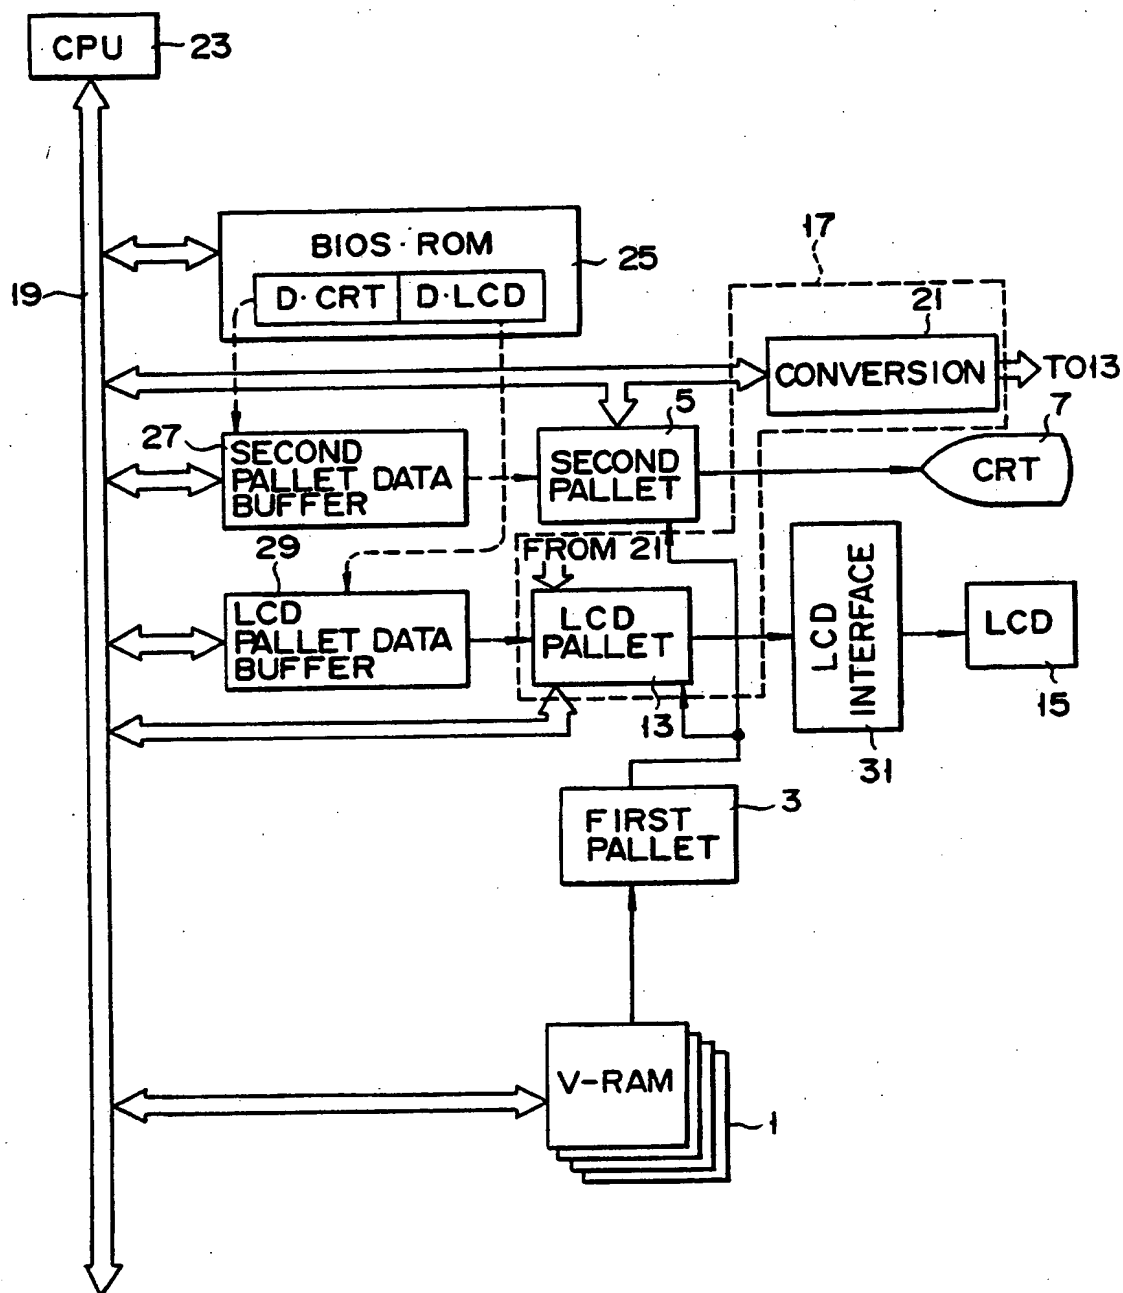 CPU
23
BIOS·ROM
25
D·CRT
D·LCD
19
17
21
CONVERSION
TO13
27
SECOND
PALLET DATA
BUFFER
5
SECOND
PALLET
7
CRT
29
LCD
PALLET DATA
BUFFER
FROM 21
LCD
PALLET
13
LCD
INTERFACE
31
LCD
15
3
FIRST
PALLET
V-RAM
1